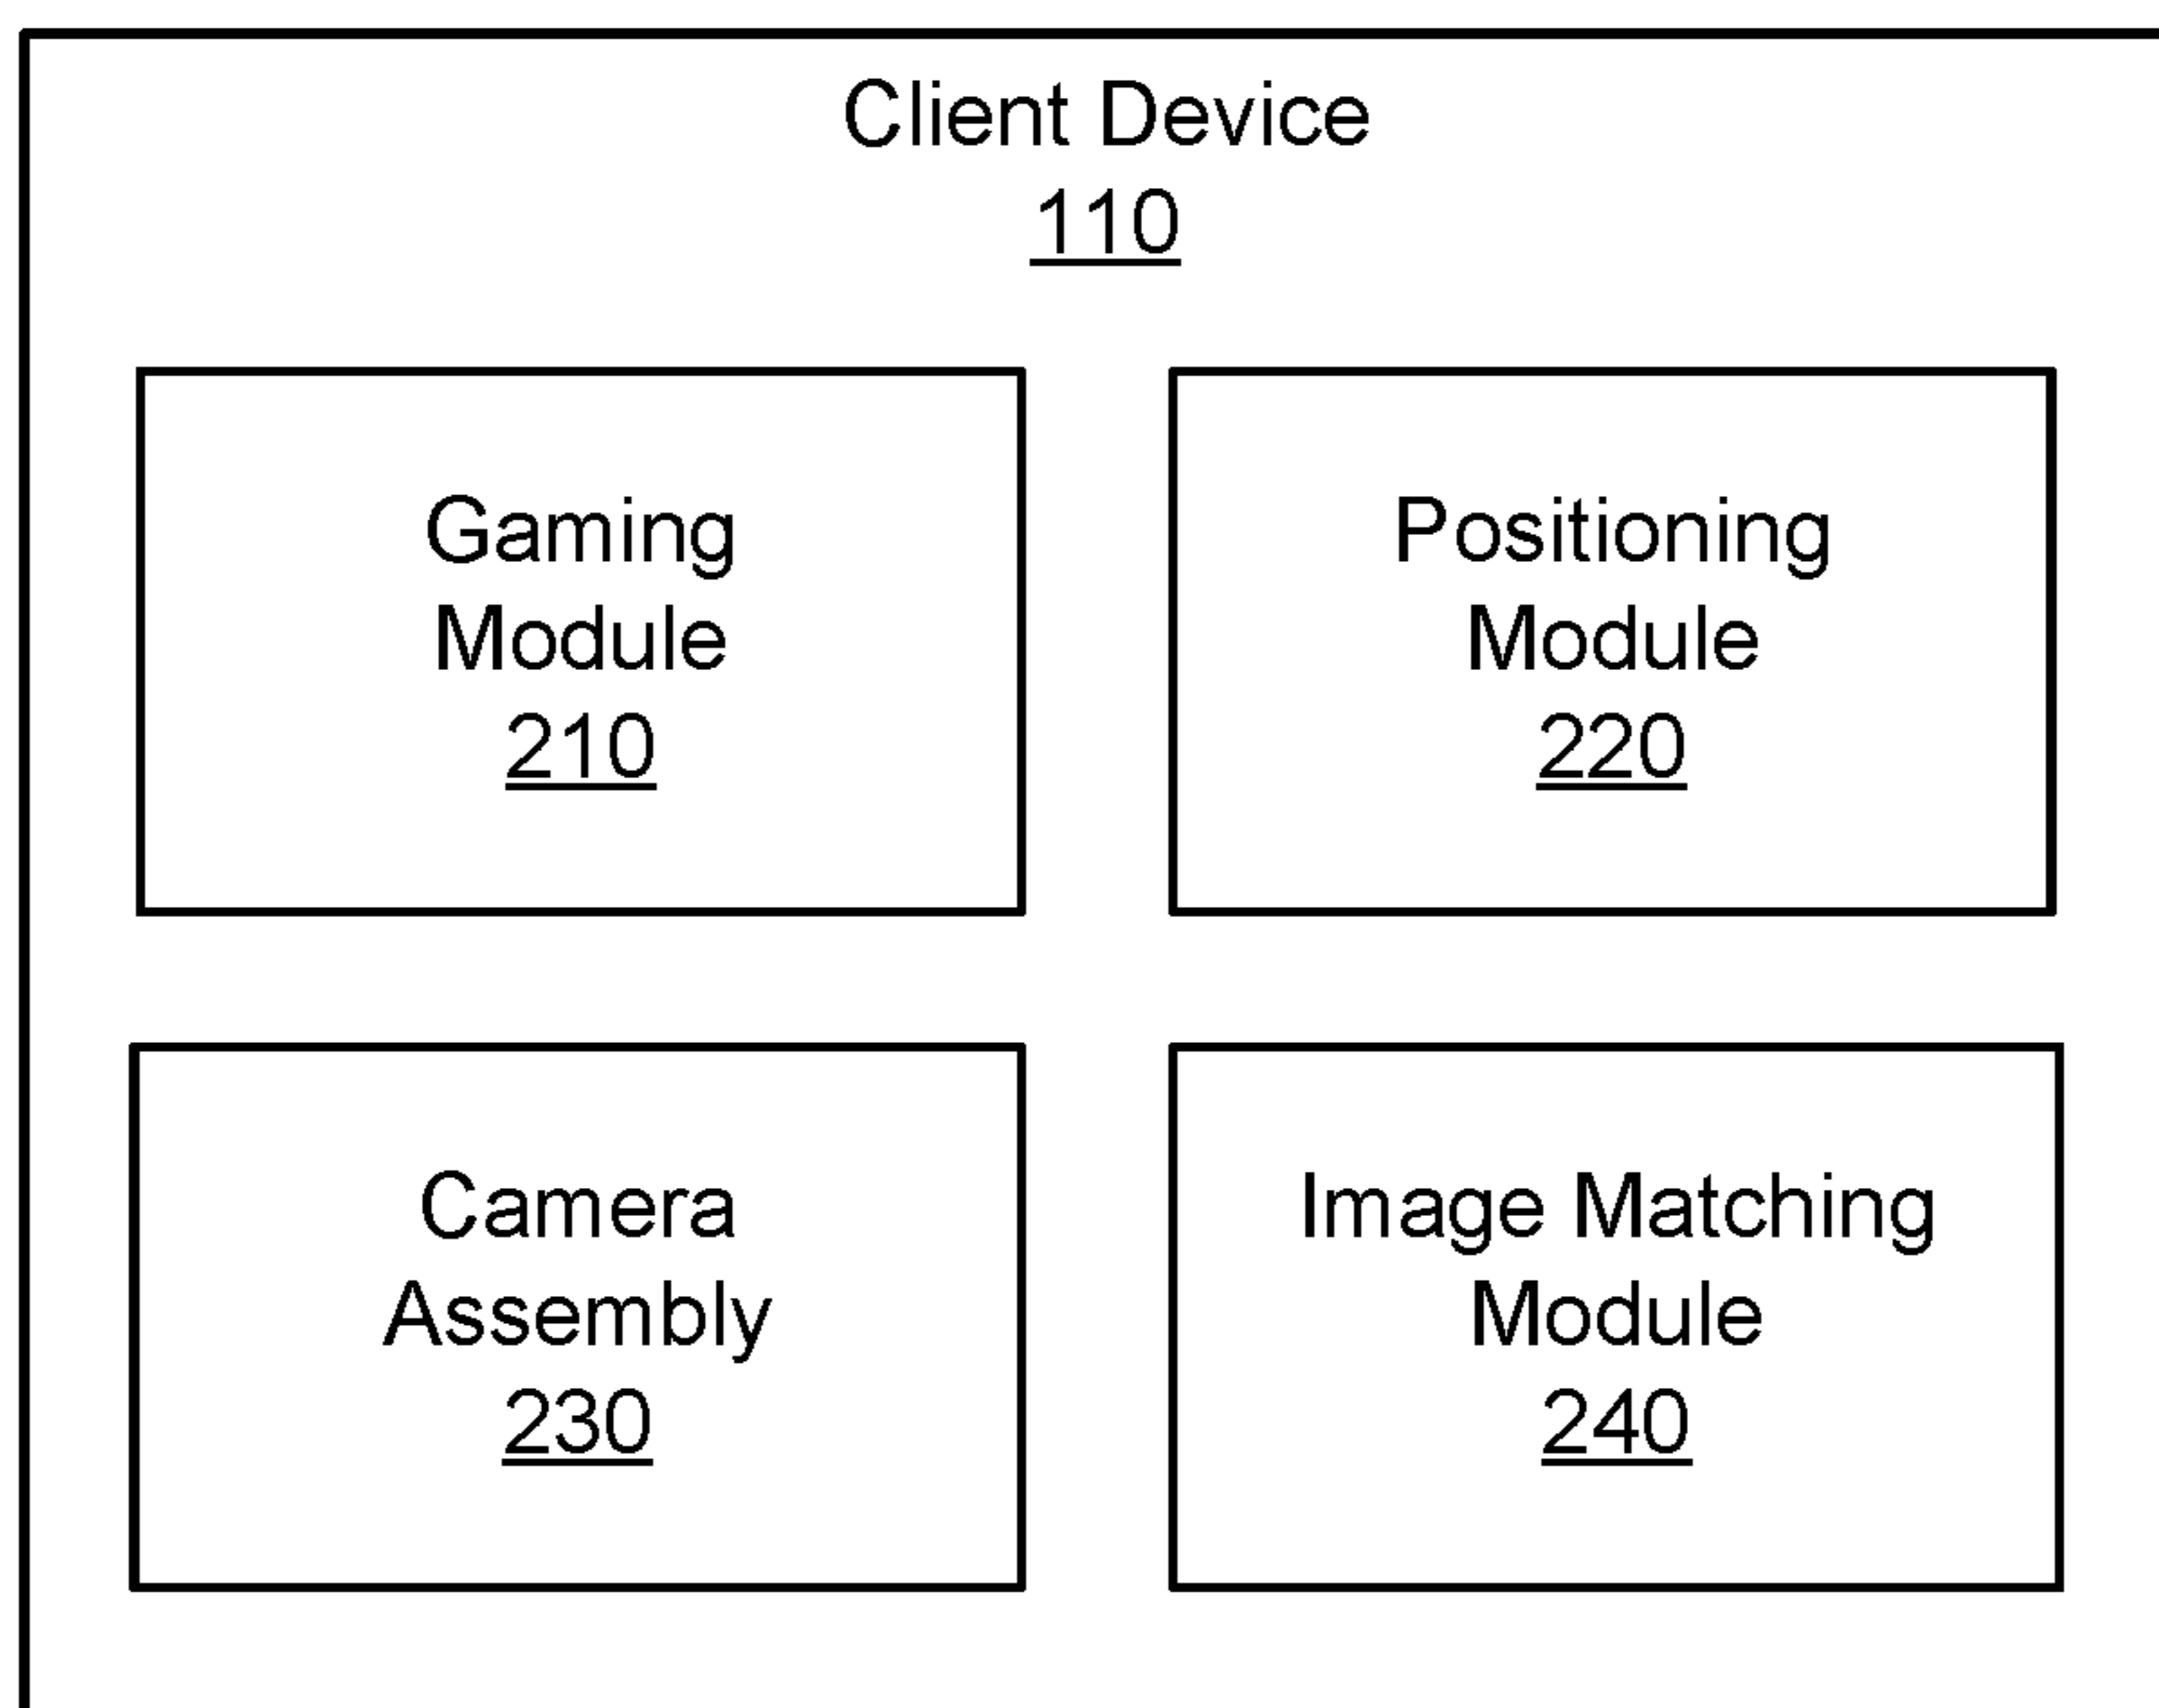 Client Device
110
Gaming
Module
210
Positioning
Module
220
Camera
Assembly
230
Image Matching
Module
240